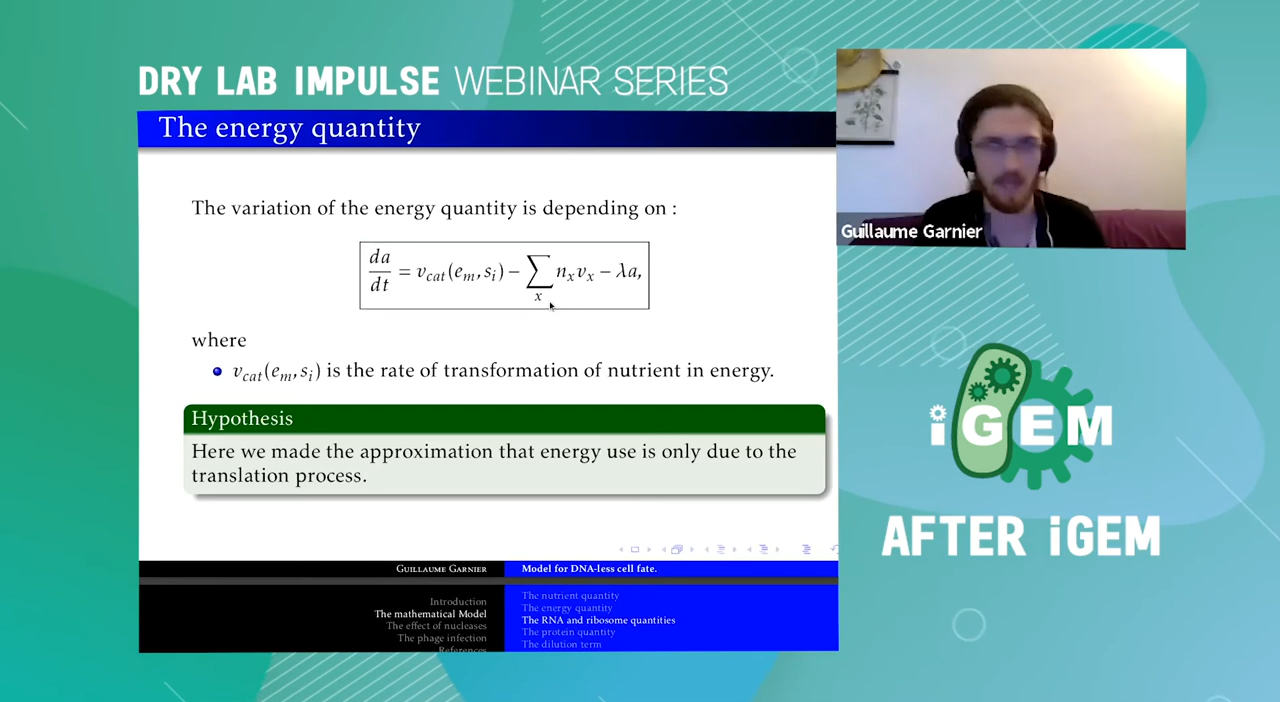 DRY LAB IMPULSE WEBINAR SERIES
The energy quantity
The variation of the energy quantity is depending on :
da/dt = v_cat(e_m, s_i) − ∑_x n_x v_x − λa,
where
v_cat(e_m, s_i) is the rate of transformation of nutrient in energy.
Hypothesis
Here we made the approximation that energy use is only due to the
translation process.
Guillaume Garnier
Model for DNA-less cell fate.
Introduction
The mathematical Model
The effect of nucleases
The phage infection
References
The nutrient quantity
The energy quantity
The RNA and ribosome quantities
The protein quantity
The dilution term
Guillaume Garnier
iGEM
AFTER iGEM